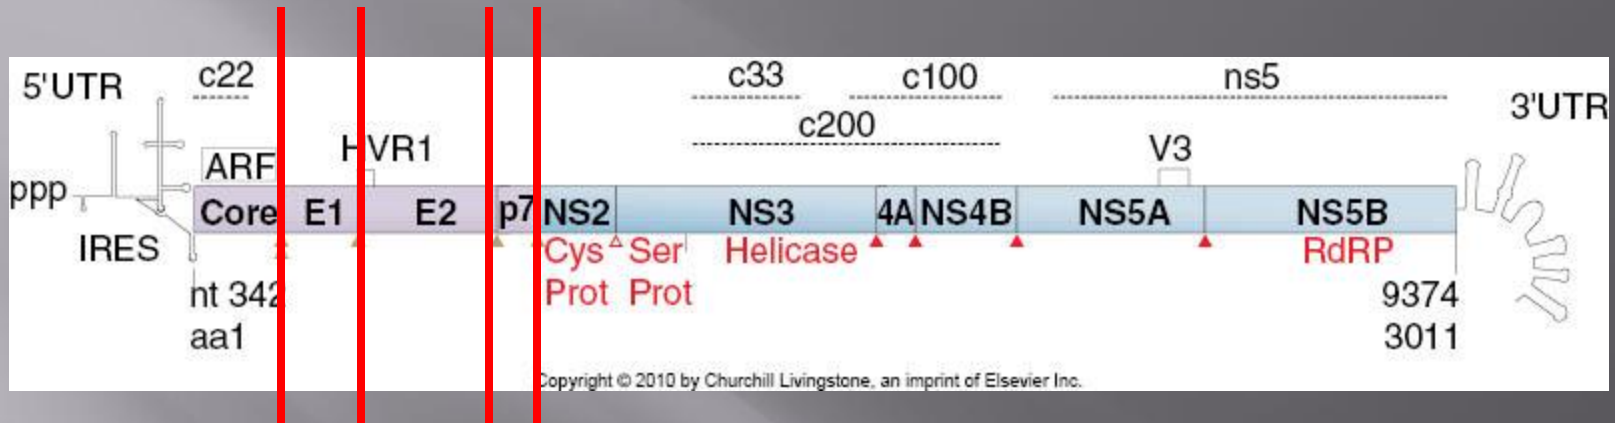 c22 c33 c100 ns5
5'UTR 3'UTR
c200
HVR1 V3
ARF
ppp
Core E1 E2 p7 NS2 NS3 4A NS4B NS5A NS5B
IRES Cys Ser Helicase RdRP
Prot Prot
nt 342 9374
aa1 3011
Copyright © 2010 by Churchill Livingstone, an imprint of Elsevier Inc.